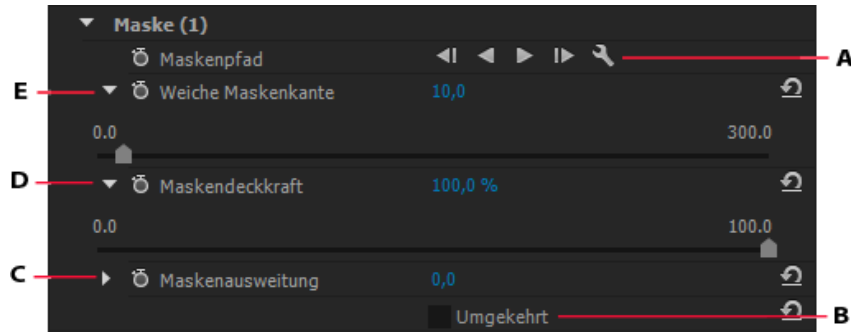 Maske (1)
Maskenpfad A
E Weiche Maskenkante 10,0
0.0 300.0
D Maskendeckkraft 100,0 %
0.0 100.0
C Maskenausweitung 0,0
Umgekehrt B